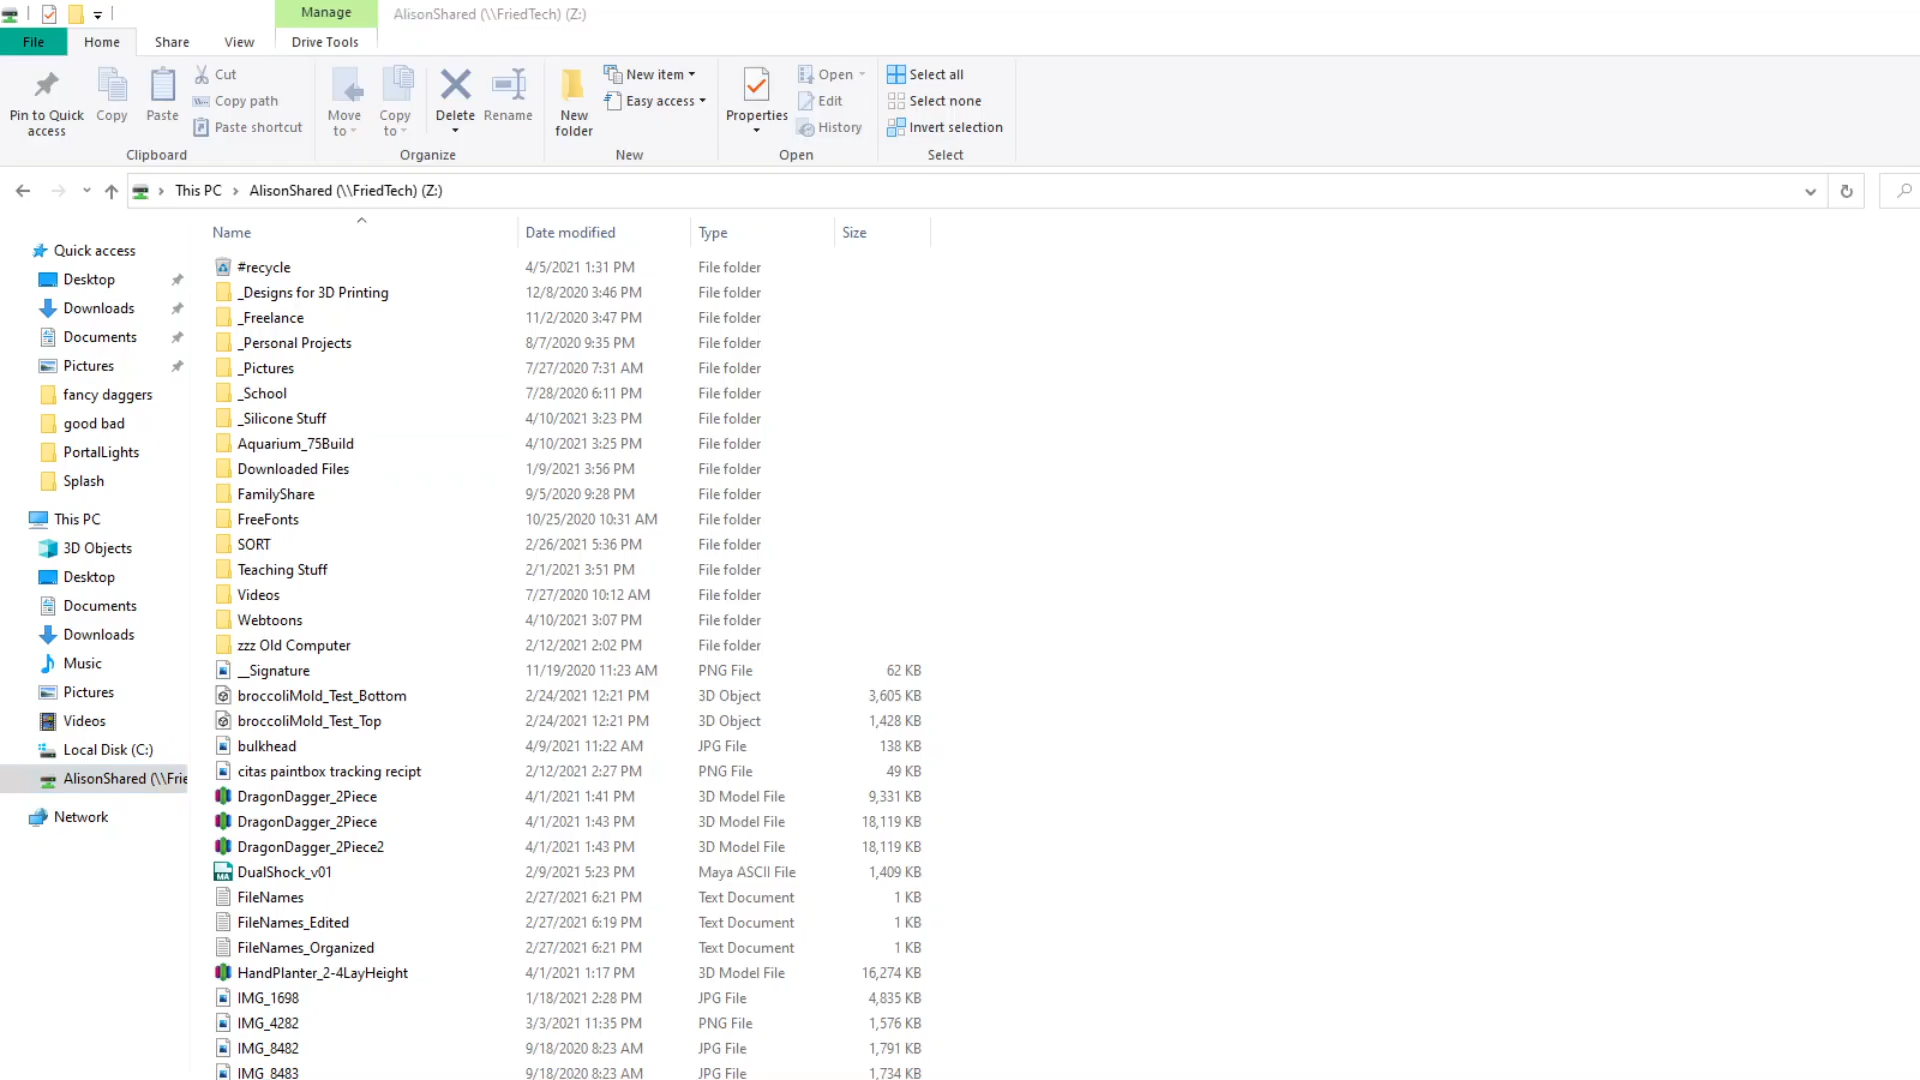 Manage
AlisonShared (\\FriedTech) (Z:)
File
Home
Share
View
Drive Tools
Pin to Quick access
Copy
Paste
Cut
Copy path
Paste shortcut
Clipboard
Move to
Copy to
Delete
Rename
Organize
New folder
New item
Easy access
New
Properties
Open
Edit
History
Open
Select all
Select none
Invert selection
Select
This PC > AlisonShared (\\FriedTech) (Z:)
Quick access
Desktop
Downloads
Documents
Pictures
fancy daggers
good bad
PortalLights
Splash
This PC
3D Objects
Desktop
Documents
Downloads
Music
Pictures
Videos
Local Disk (C:)
AlisonShared (\\Frie
Network
Name Date modified Type Size
#recycle 4/5/2021 1:31 PM File folder
_Designs for 3D Printing 12/8/2020 3:46 PM File folder
_Freelance 11/2/2020 3:47 PM File folder
_Personal Projects 8/7/2020 9:35 PM File folder
_Pictures 7/27/2020 7:31 AM File folder
_School 7/28/2020 6:11 PM File folder
_Silicone Stuff 4/10/2021 3:23 PM File folder
Aquarium_75Build 4/10/2021 3:25 PM File folder
Downloaded Files 1/9/2021 3:56 PM File folder
FamilyShare 9/5/2020 9:28 PM File folder
FreeFonts 10/25/2020 10:31 AM File folder
SORT 2/26/2021 5:36 PM File folder
Teaching Stuff 2/1/2021 3:51 PM File folder
Videos 7/27/2020 10:12 AM File folder
Webtoons 4/10/2021 3:07 PM File folder
zzz Old Computer 2/12/2021 2:02 PM File folder
__Signature 11/19/2020 11:23 AM PNG File 62 KB
broccoliMold_Test_Bottom 2/24/2021 12:21 PM 3D Object 3,605 KB
broccoliMold_Test_Top 2/24/2021 12:21 PM 3D Object 1,428 KB
bulkhead 4/9/2021 11:22 AM JPG File 138 KB
citas paintbox tracking recipt 2/12/2021 2:27 PM PNG File 49 KB
DragonDagger_2Piece 4/1/2021 1:41 PM 3D Model File 9,331 KB
DragonDagger_2Piece 4/1/2021 1:43 PM 3D Model File 18,119 KB
DragonDagger_2Piece2 4/1/2021 1:43 PM 3D Model File 18,119 KB
DualShock_v01 2/9/2021 5:23 PM Maya ASCII File 1,409 KB
FileNames 2/27/2021 6:21 PM Text Document 1 KB
FileNames_Edited 2/27/2021 6:19 PM Text Document 1 KB
FileNames_Organized 2/27/2021 6:21 PM Text Document 1 KB
HandPlanter_2-4LayHeight 4/1/2021 1:17 PM 3D Model File 16,274 KB
IMG_1698 1/18/2021 2:28 PM JPG File 4,835 KB
IMG_4282 3/3/2021 11:35 PM PNG File 1,576 KB
IMG_8482 9/18/2020 8:23 AM JPG File 1,791 KB
IMG_8483 9/18/2020 8:23 AM JPG File 1,734 KB